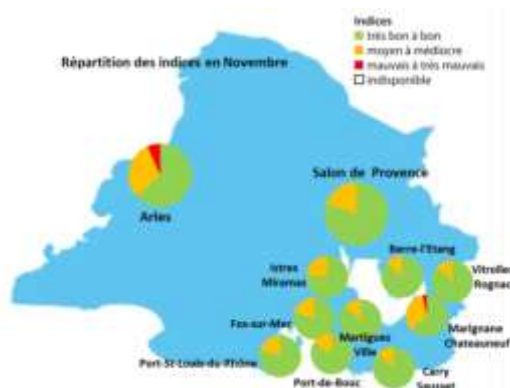 Indices
très bon à bon
moyen à médiocre
mauvais à très mauvais
indisponible
Répartition des indices en Novembre
Salon de Provence
Arles
Berre-l'Etang
Istres
Miramas
Vitrolles
Rognac
Fos-sur-Mer
Martigues
Ville
Marignane
Chateauneuf
Port-St-Louis-du-Rhône
Port-de-Bouc
Carry
Sausset